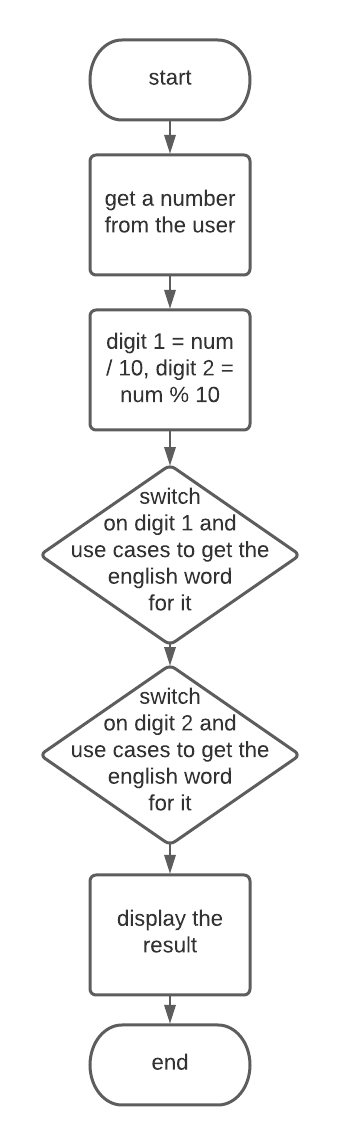 start
get a number
from the user
digit 1 = num
/ 10, digit 2 =
num % 10
switch
on digit 1 and
use cases to get the
english word
for it
switch
on digit 2 and
use cases to get the
english word
for it
display the
result
end